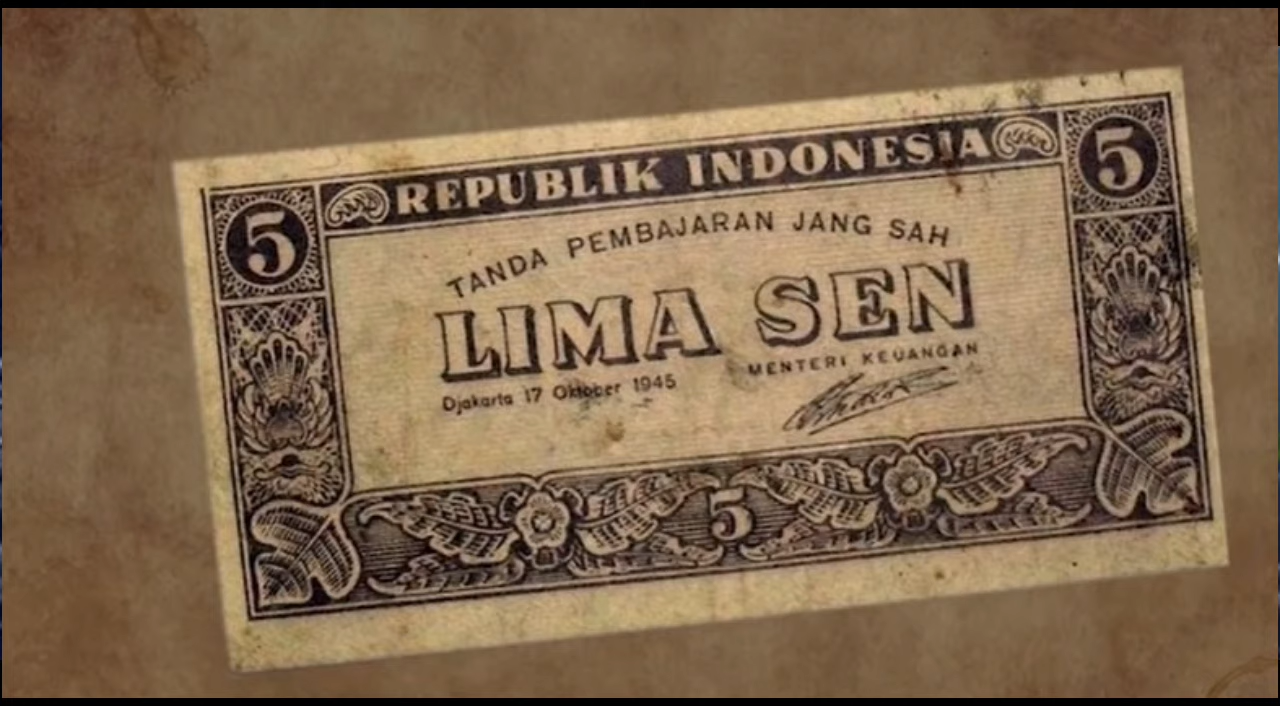 REPUBLIK INDONESIA
5
5
TANDA PEMBAJARAN JANG SAH
LIMA SEN
Djakarta 17 Oktober 1945
MENTERI KEUANGAN
5